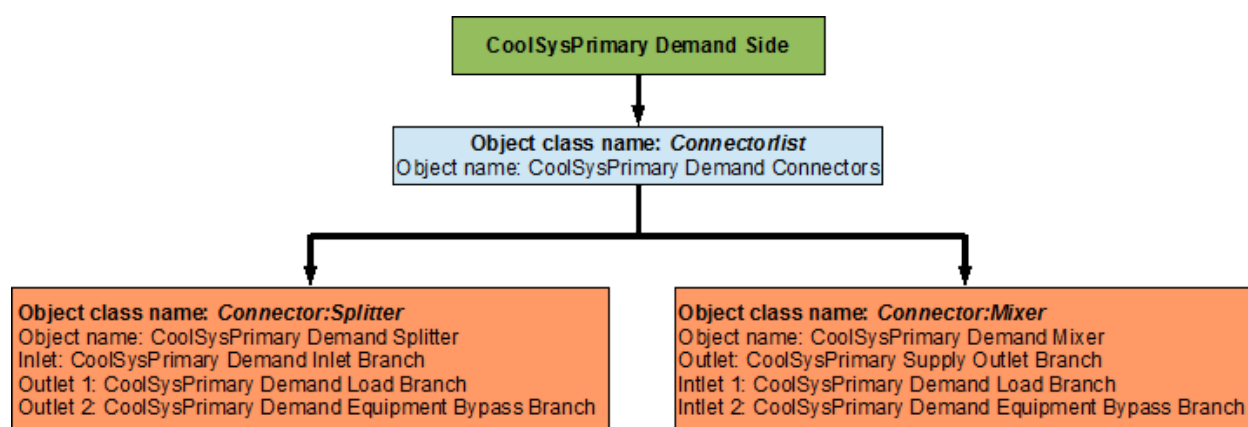 CoolSysPrimary Demand Side
Object class name: Connectorlist
Object name: CoolSysPrimary Demand Connectors
Object class name: Connector:Splitter
Object name: CoolSysPrimary Demand Splitter
Inlet: CoolSysPrimary Demand Inlet Branch
Outlet 1: CoolSysPrimary Demand Load Branch
Outlet 2: CoolSysPrimary Demand Equipment Bypass Branch
Object class name: Connector:Mixer
Object name: CoolSysPrimary Demand Mixer
Outlet: CoolSysPrimary Supply Outlet Branch
Intlet 1: CoolSysPrimary Demand Load Branch
Intlet 2: CoolSysPrimary Demand Equipment Bypass Branch